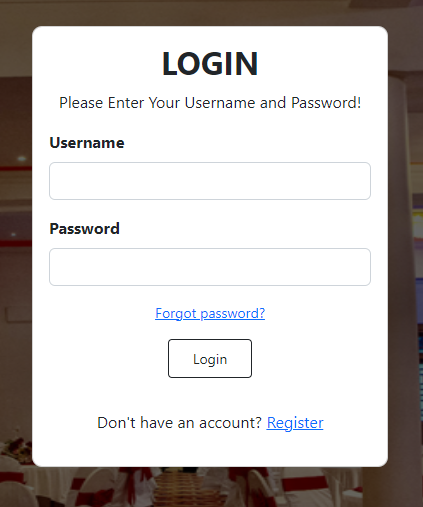 LOGIN
Please Enter Your Username and Password!
Username
Password
Forgot password?
Login
Don't have an account? Register